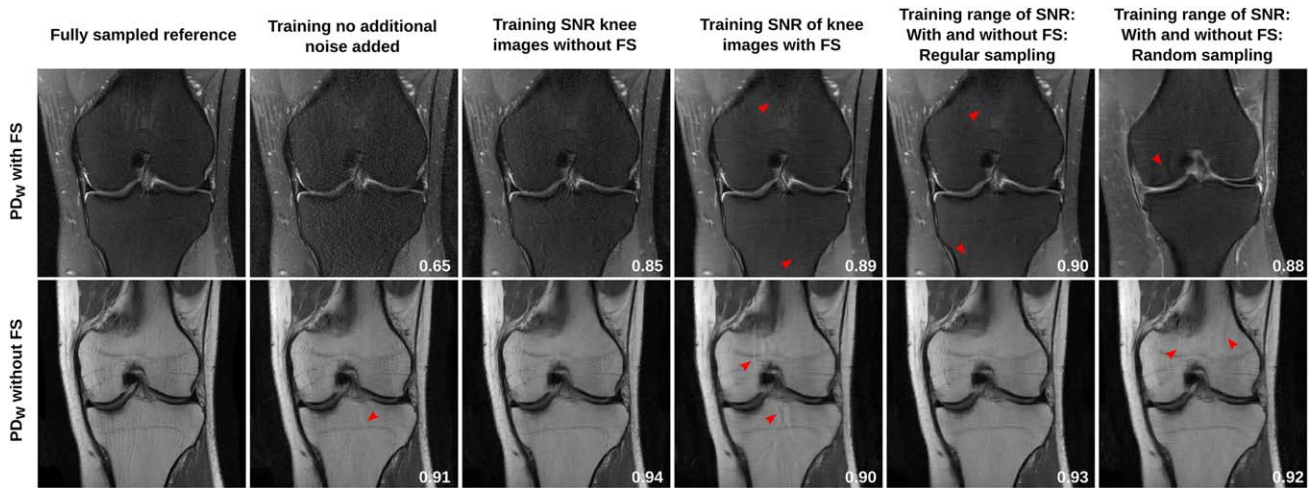 Fully sampled reference
Training no additional
noise added
Training SNR knee
images without FS
Training SNR of knee
images with FS
Training range of SNR:
With and without FS:
Regular sampling
Training range of SNR:
With and without FS:
Random sampling
PDw with FS
0.65
0.85
0.89
0.90
0.88
PDw without FS
0.91
0.94
0.90
0.93
0.92